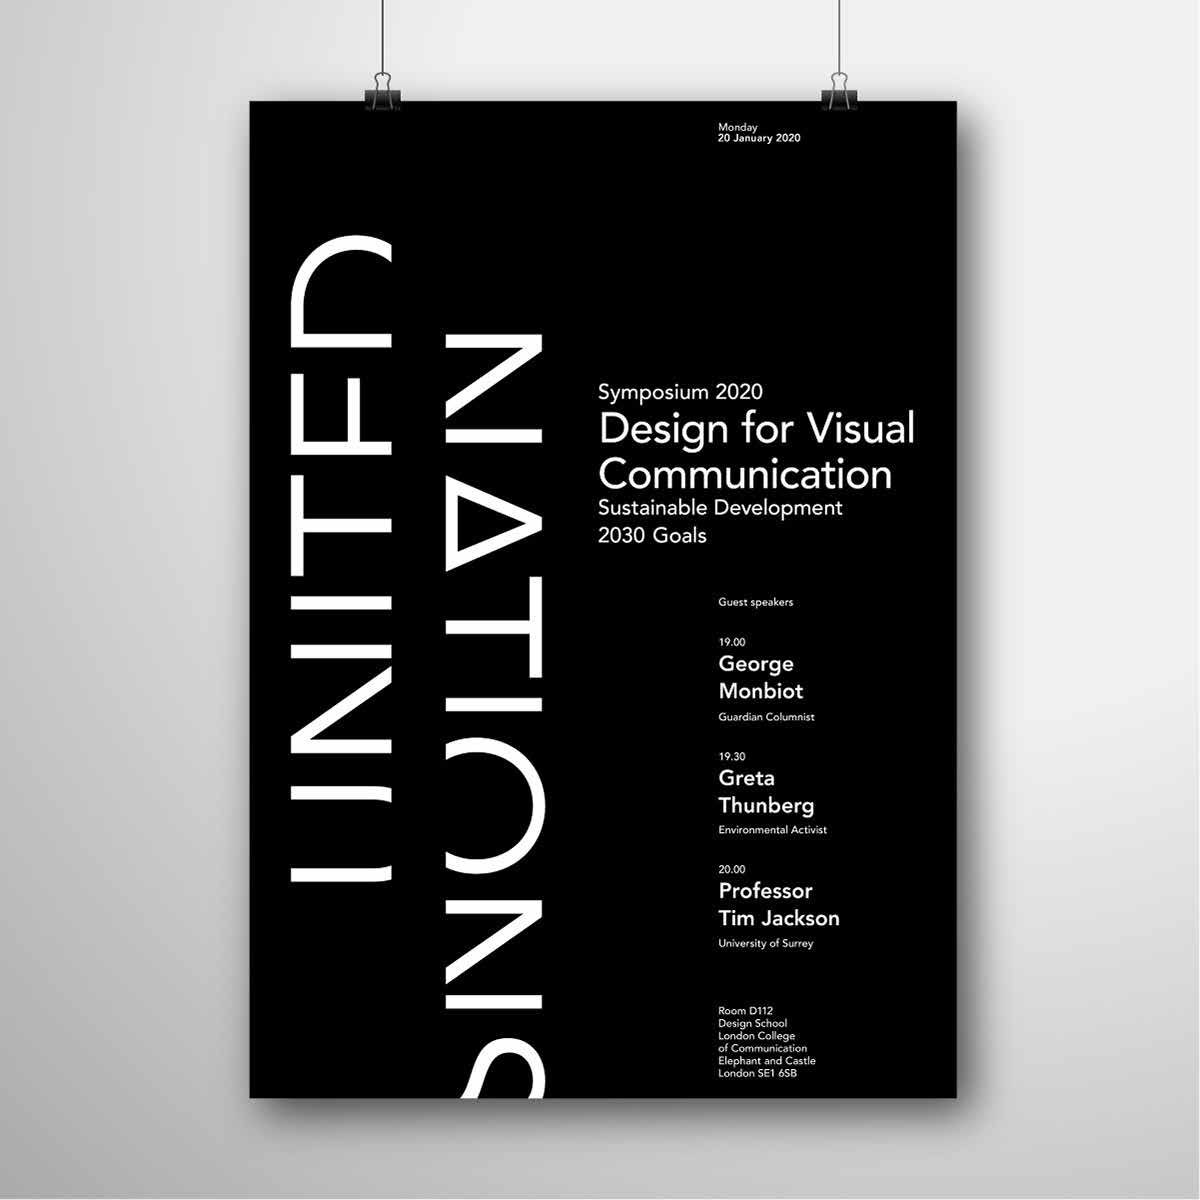 Monday
20 January 2020
UNITED
NATIONS
Symposium 2020
Design for Visual
Communication
Sustainable Development
2030 Goals
Guest speakers
19.00
George
Monbiot
Guardian Columnist
19.30
Greta
Thunberg
Environmental Activist
20.00
Professor
Tim Jackson
University of Surrey
Room D112
Design School
London College
of Communication
Elephant and Castle
London SE1 6SB